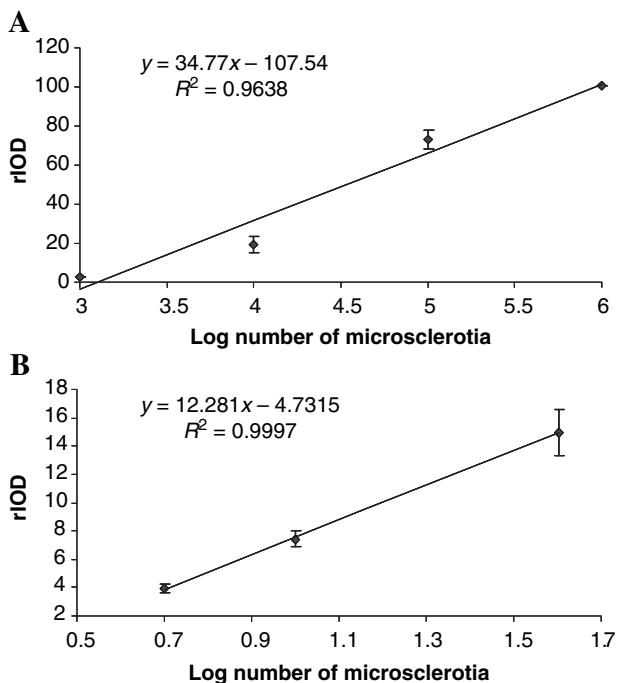 A
y = 34.77x – 107.54
R² = 0.9638
rIOD
120
100
80
60
40
20
0
3 3.5 4 4.5 5 5.5 6
Log number of microsclerotia
B
y = 12.281x – 4.7315
R² = 0.9997
rIOD
18
16
14
12
10
8
6
4
2
0.5 0.7 0.9 1.1 1.3 1.5 1.7
Log number of microsclerotia